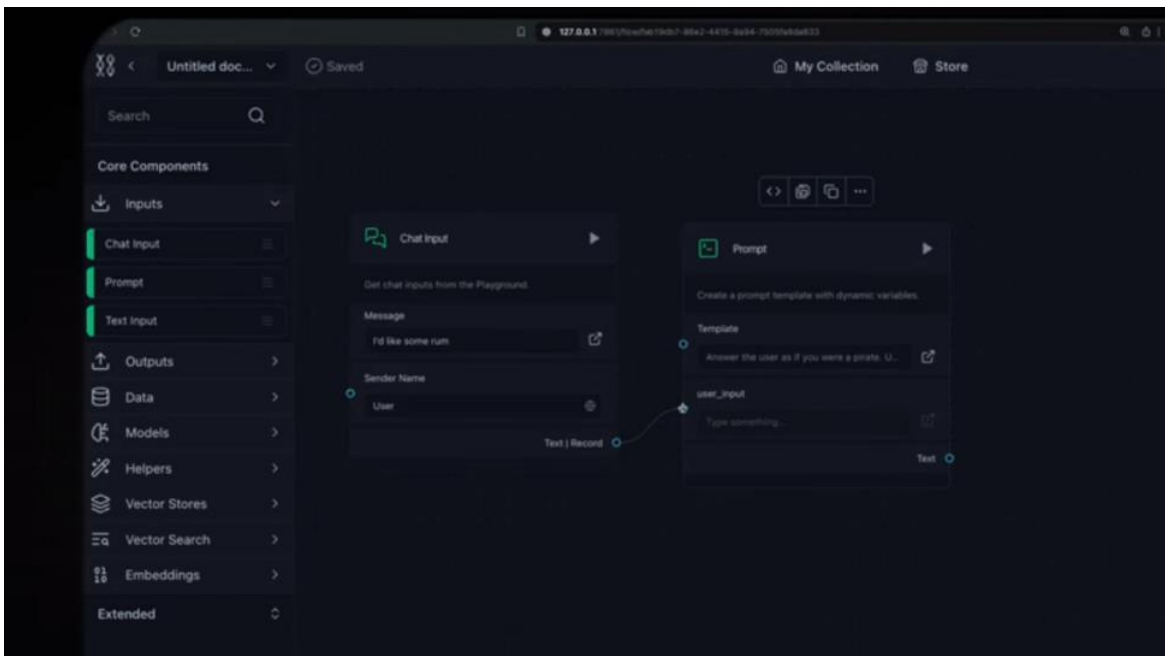 127.0.0.1
Untitled doc...
Saved
My Collection
Store
Search
Core Components
Inputs
Chat Input
Prompt
Text Input
Outputs
Data
Models
Helpers
Vector Stores
Vector Search
Embeddings
Extended
Chat Input
Get chat inputs from the Playground.
Message
I'd like some rum
Sender Name
User
Text | Record
Prompt
Create a prompt template with dynamic variables.
Template
Answer the user as if you were a pirate. U...
user_input
Type something...
Text